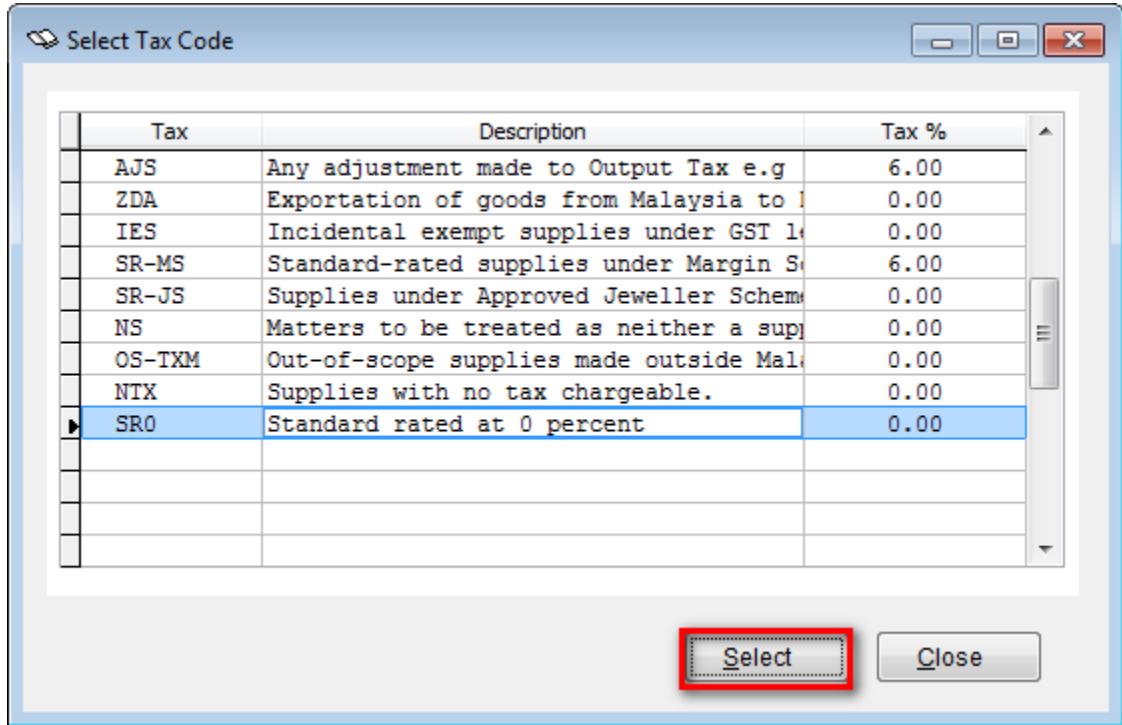 Select Tax Code
Tax Description Tax %
AJS Any adjustment made to Output Tax e.g 6.00
ZDA Exportation of goods from Malaysia to 0.00
IES Incidental exempt supplies under GST 0.00
SR-MS Standard-rated supplies under Margin 6.00
SR-JS Supplies under Approved Jeweller Scheme 0.00
NS Matters to be treated as neither a 0.00
OS-TXM Out-of-scope supplies made outside 0.00
NTX Supplies with no tax chargeable. 0.00
SR0 Standard rated at 0 percent 0.00
Select Close